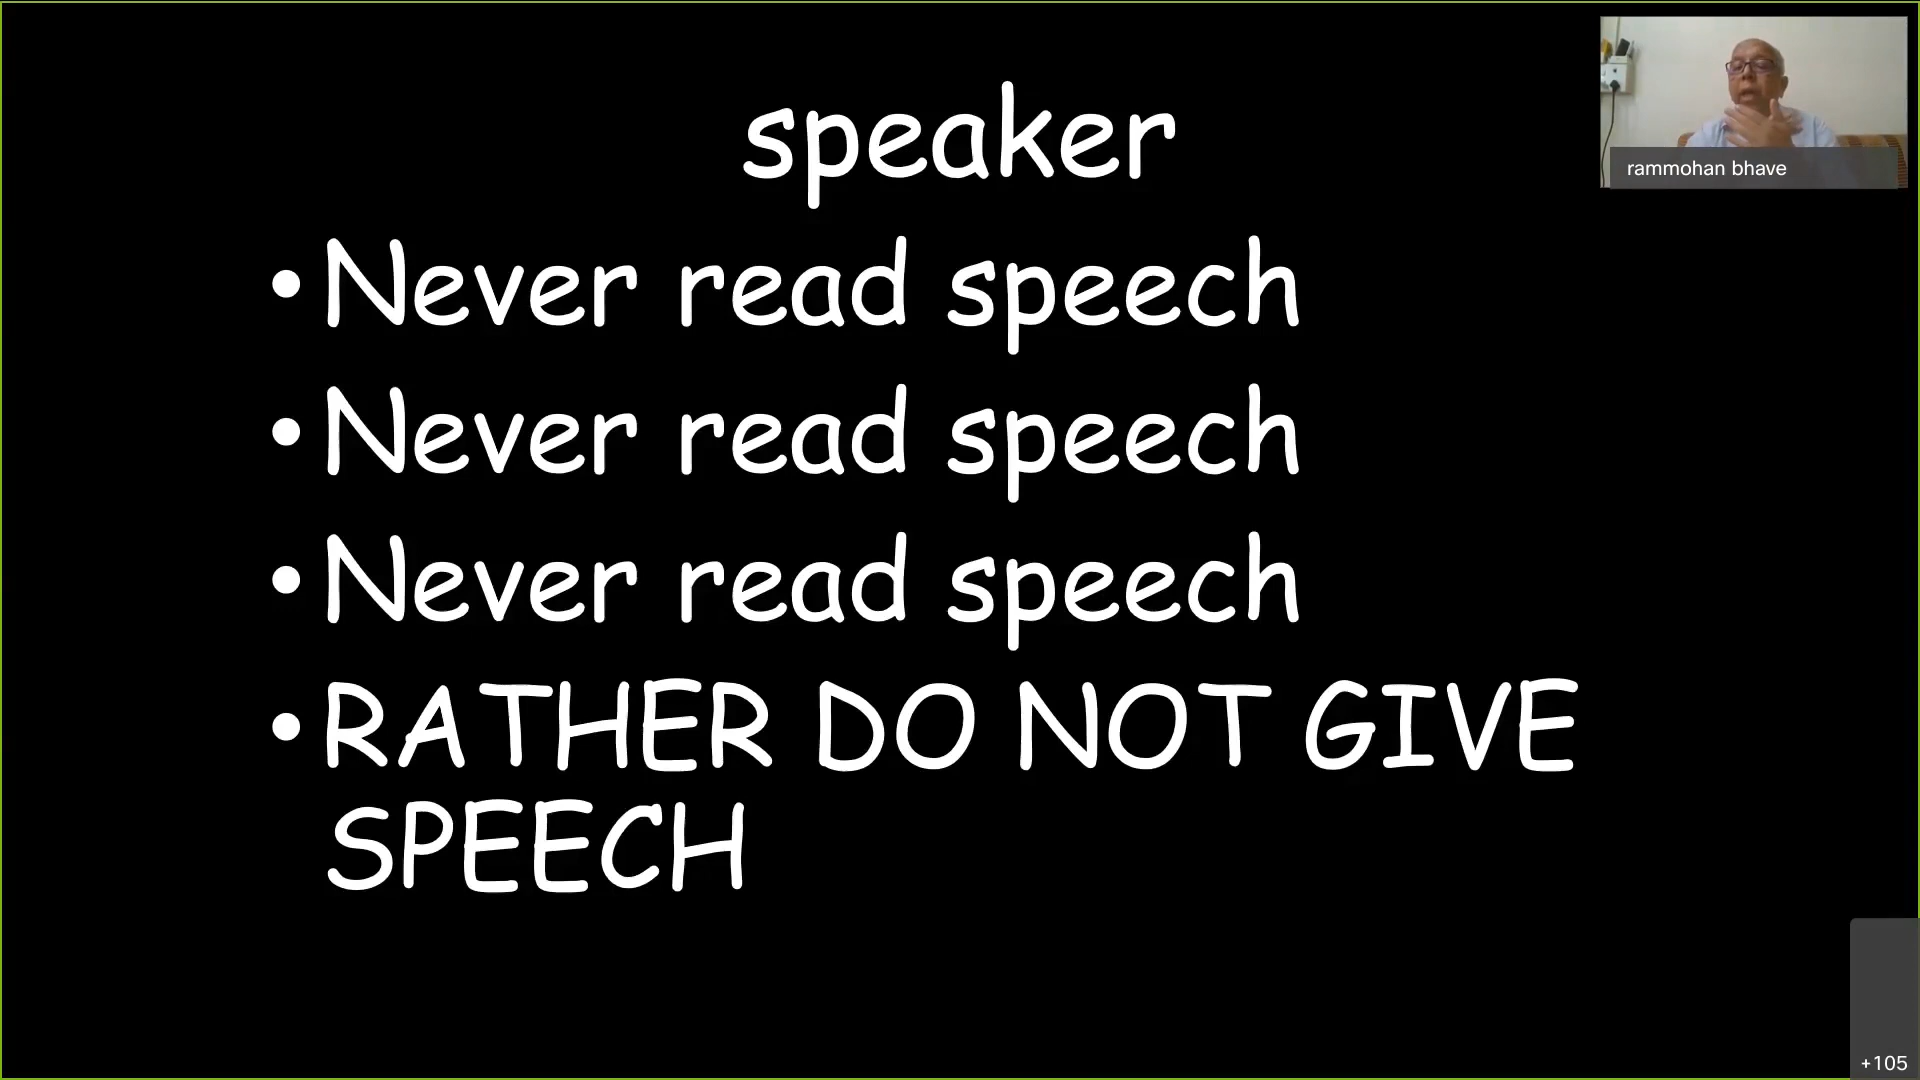 speaker
rammohan bhave
• Never read speech
• Never read speech
• Never read speech
• RATHER DO NOT GIVE
SPEECH
+105